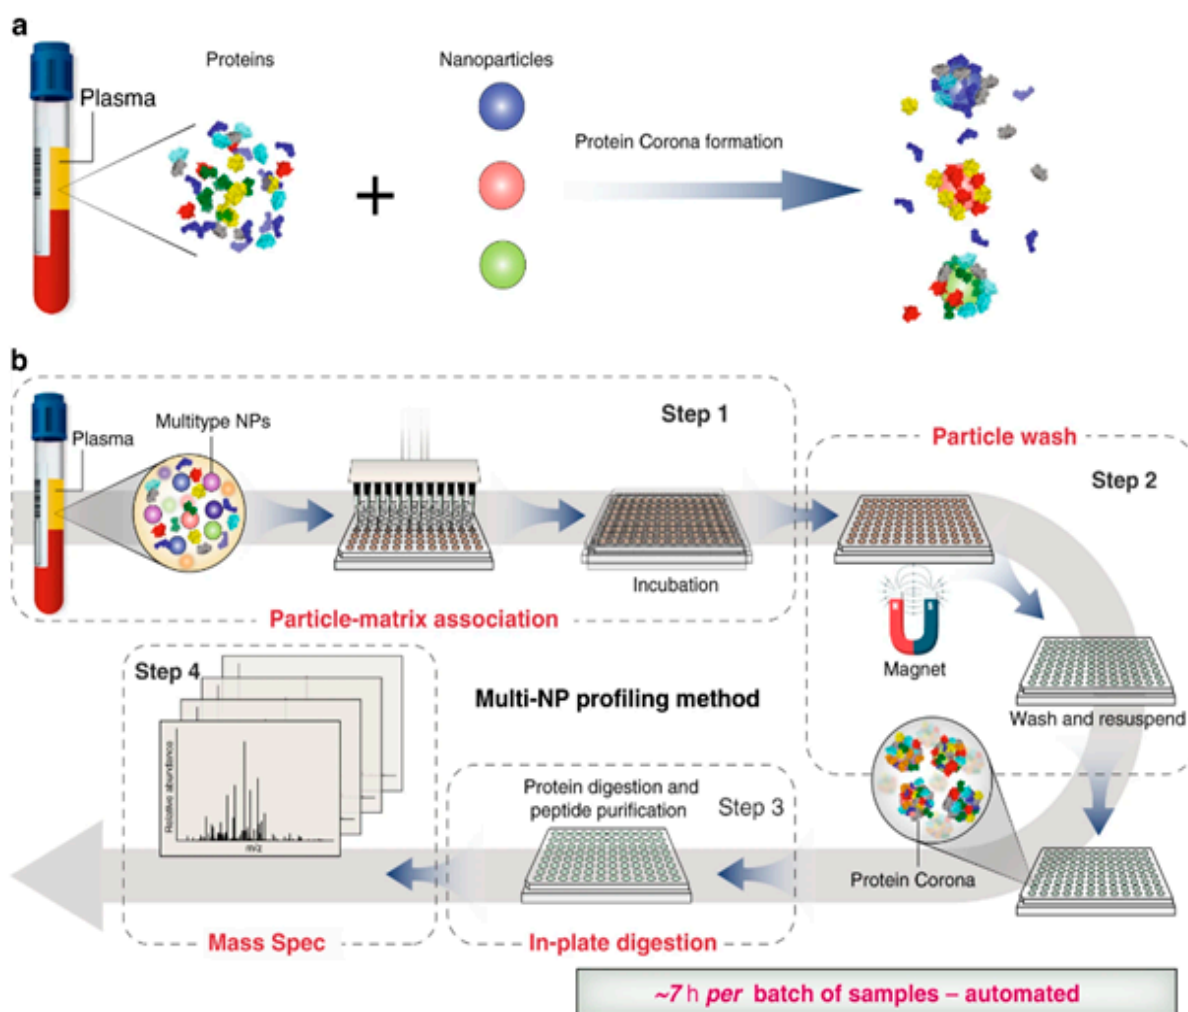 a
Proteins
Nanoparticles
Plasma
Protein Corona formation
b
Step 1
Multitype NPs
Plasma
Particle wash
Step 2
Incubation
Particle-matrix association
Magnet
Step 4
Multi-NP profiling method
Wash and resuspend
Relative abundance
m/z
Protein digestion and
peptide purification
Step 3
Protein Corona
Mass Spec
In-plate digestion
~7 h per batch of samples – automated